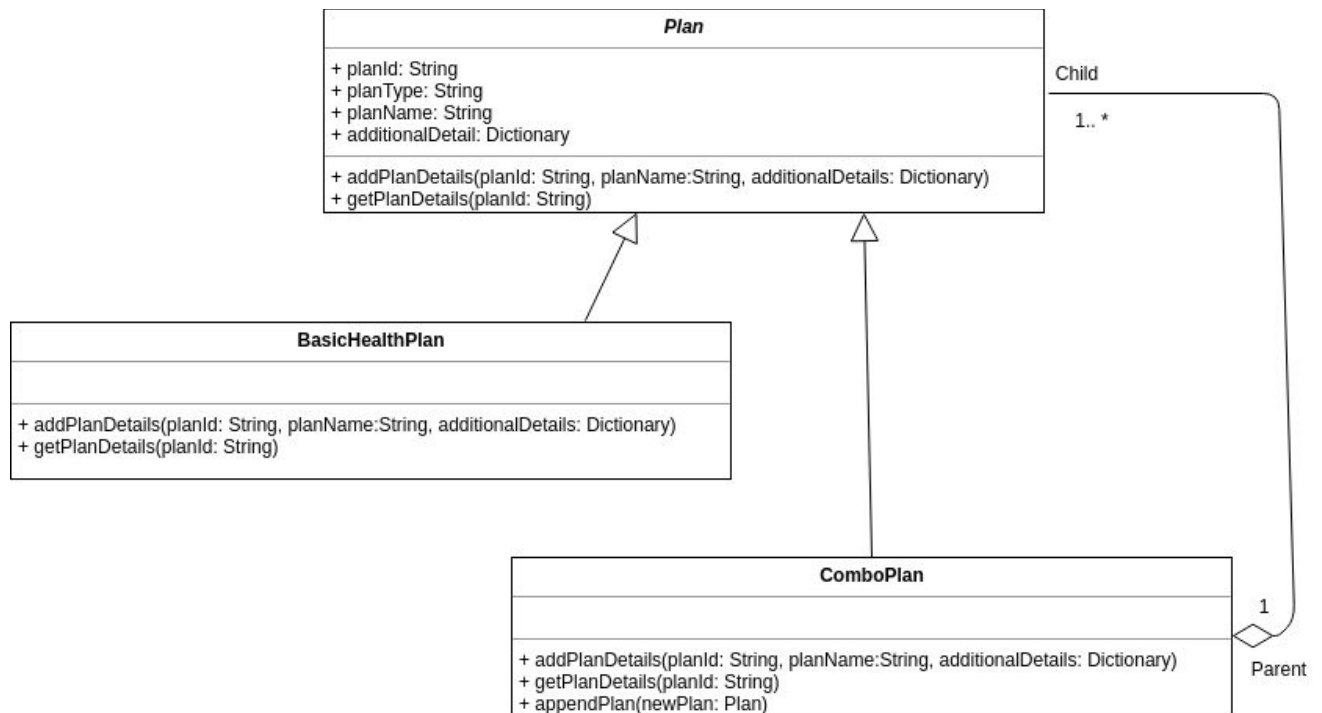 Plan
+ planId: String
+ planType: String
+ planName: String
+ additionalDetail: Dictionary
+ addPlanDetails(planId: String, planName:String, additionalDetails: Dictionary)
+ getPlanDetails(planId: String)
Child
1.. *
BasicHealthPlan
+ addPlanDetails(planId: String, planName:String, additionalDetails: Dictionary)
+ getPlanDetails(planId: String)
ComboPlan
+ addPlanDetails(planId: String, planName:String, additionalDetails: Dictionary)
+ getPlanDetails(planId: String)
+ appendPlan(newPlan: Plan)
1
Parent